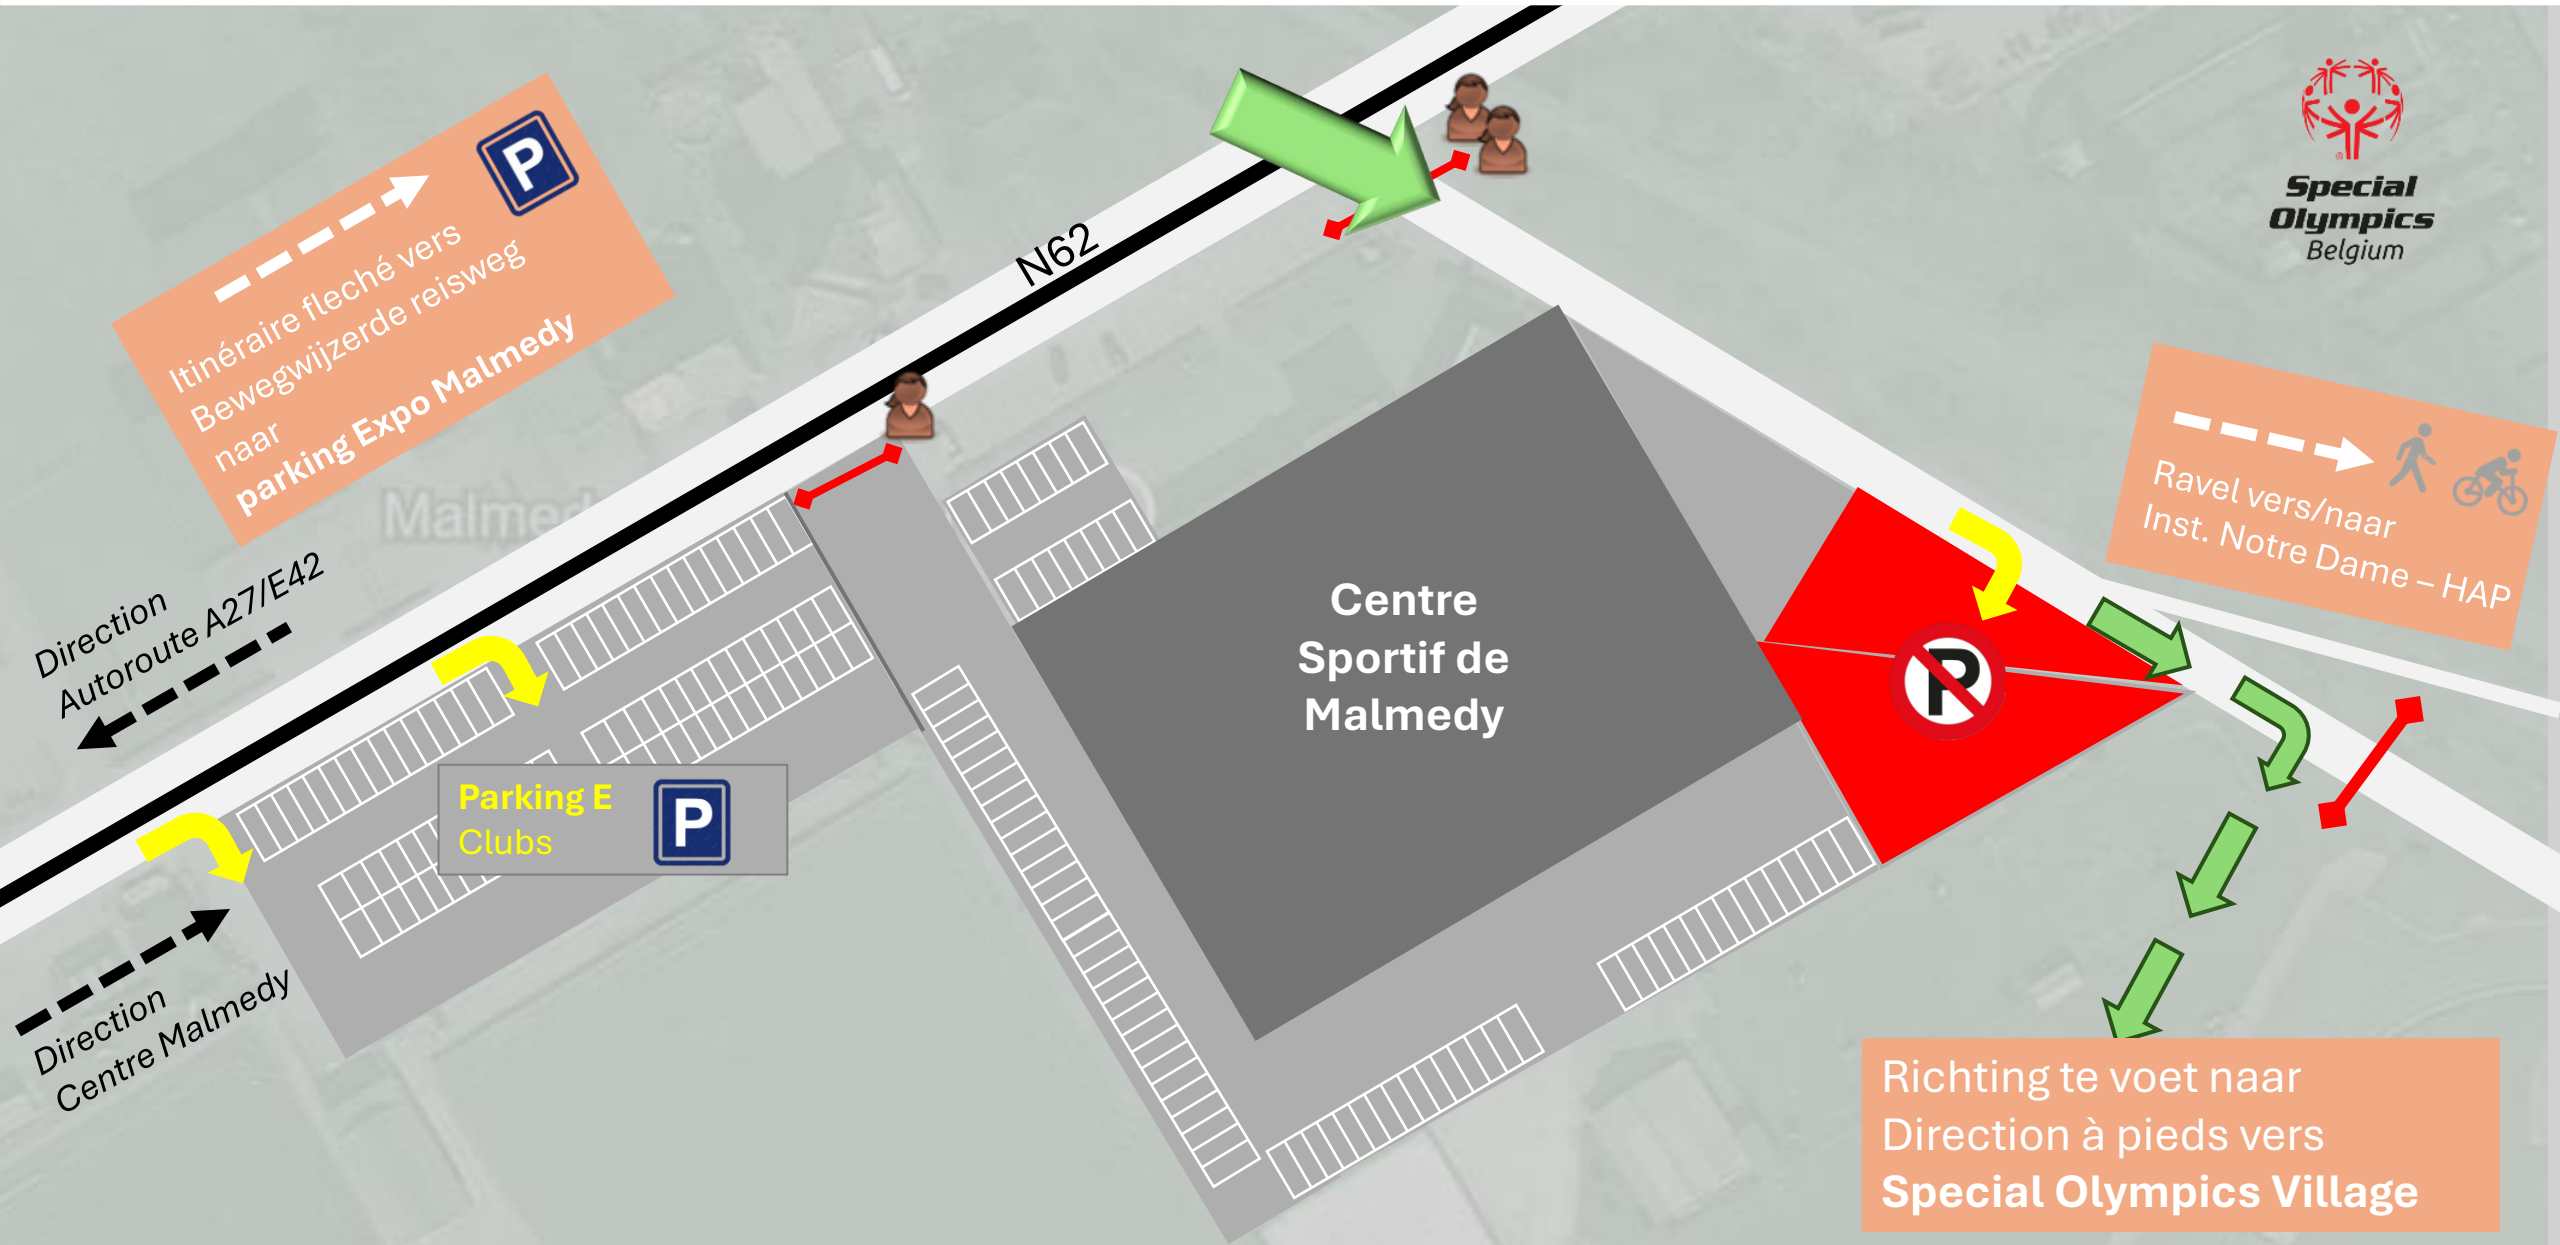 Itinéraire fleché vers
Bewegwijzerde reisweg
naar
parking Expo Malmedy
P
N62
Special
Olympics
Belgium
Ravel vers/naar
Inst. Notre Dame – HAP
Malmed
Direction
Autoroute A27/E42
Centre
Sportif de
Malmedy
P
Parking E
Clubs
P
Direction
Centre Malmedy
Richting te voet naar
Direction à pieds vers
Special Olympics Village